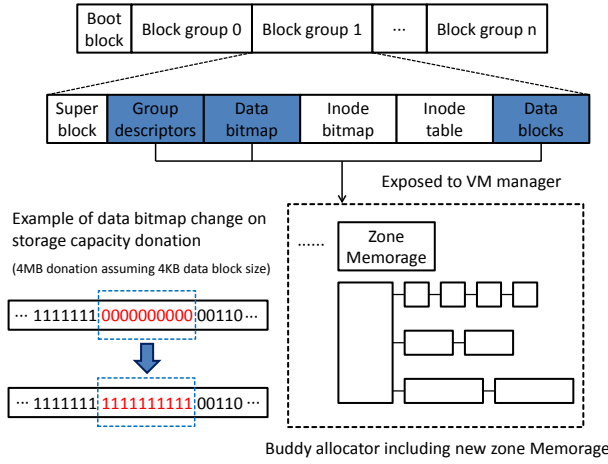 Boot block
Block group 0
Block group 1
...
Block group n
Super block
Group descriptors
Data bitmap
Inode bitmap
Inode table
Data blocks
Exposed to VM manager
Example of data bitmap change on
storage capacity donation
(4MB donation assuming 4KB data block size)
... 1111111 0000000000 00110 ...
... 1111111 1111111111 00110 ...
......
Zone
Memorage
Buddy allocator including new zone Memorage